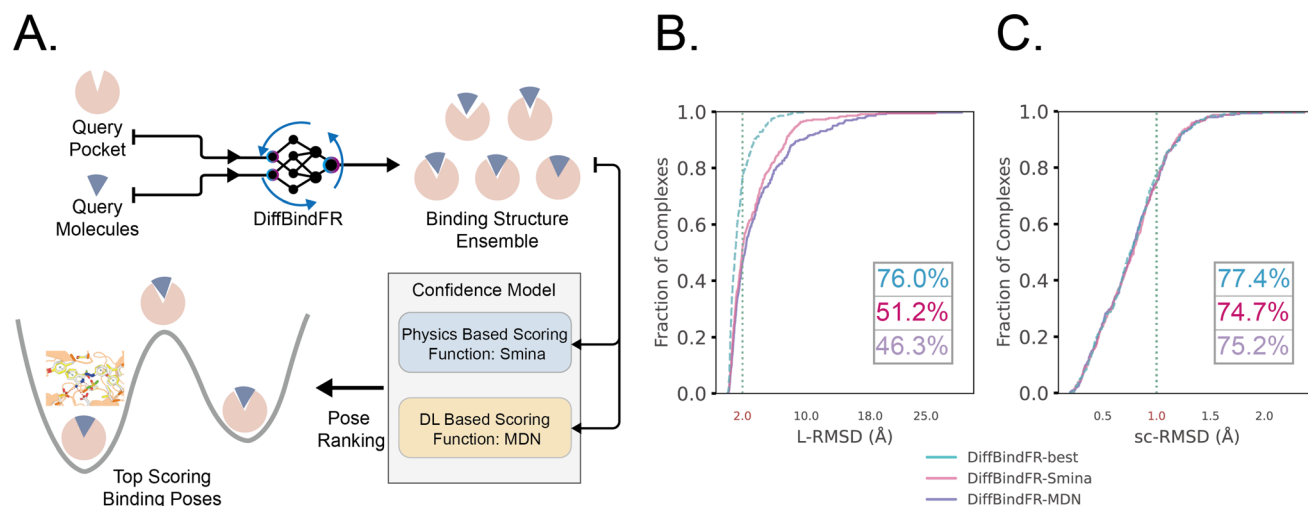 A.
B.
C.
Query
Pocket
Query
Molecules
DiffBindFR
Binding Structure
Ensemble
Confidence Model
Physics Based Scoring
Function: Smina
DL Based Scoring
Function: MDN
Pose
Ranking
Top Scoring
Binding Poses
Fraction of Complexes
1.0
0.8
0.6
0.4
0.2
0.0
76.0%
51.2%
46.3%
2.0
10.0
18.0
25.0
L-RMSD (Å)
Fraction of Complexes
1.0
0.8
0.6
0.4
0.2
0.0
77.4%
74.7%
75.2%
0.5
1.0
1.5
2.0
sc-RMSD (Å)
DiffBindFR-best
DiffBindFR-Smina
DiffBindFR-MDN